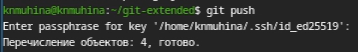 knmuhina@knmuhina:~/git-extended$ git push
Enter passphrase for key '/home/knmuhina/.ssh/id_ed25519':
Перечисление объектов: 4, готово.